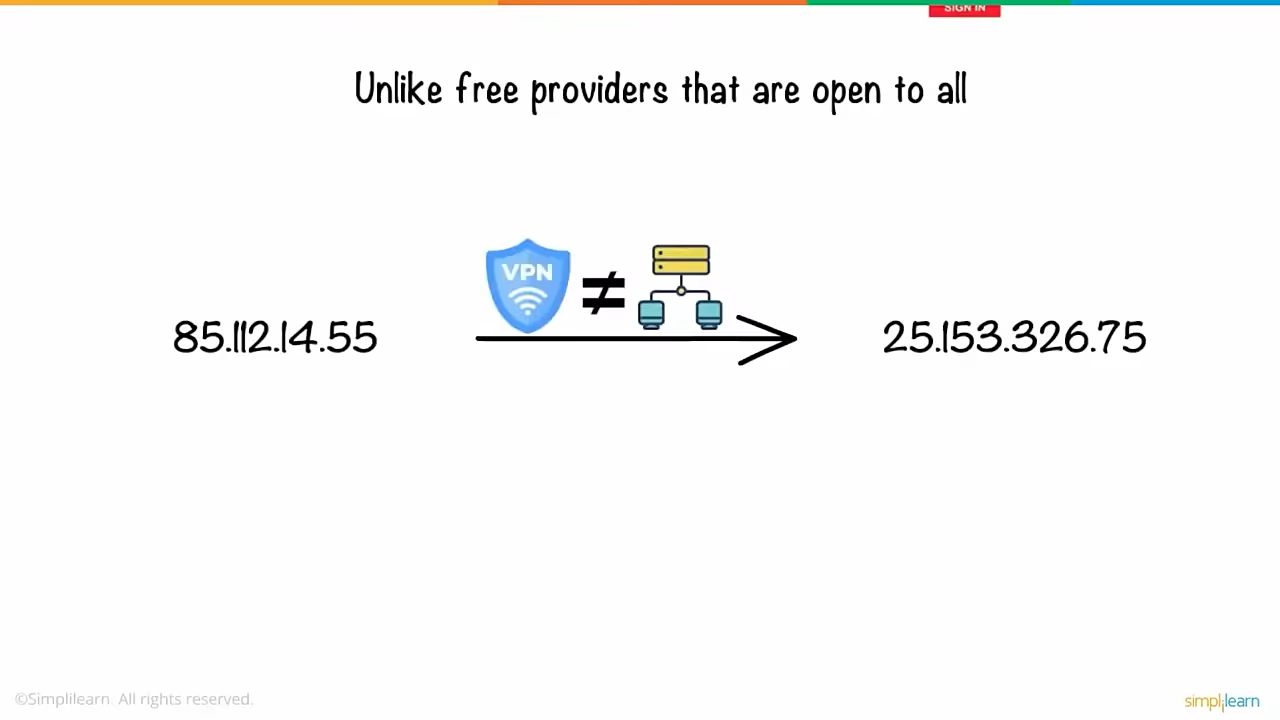 SIGN IN
Unlike free providers that are open to all
VPN
≠
85.112.14.55
25.153.326.75
©Simplilearn. All rights reserved.
simplilearn